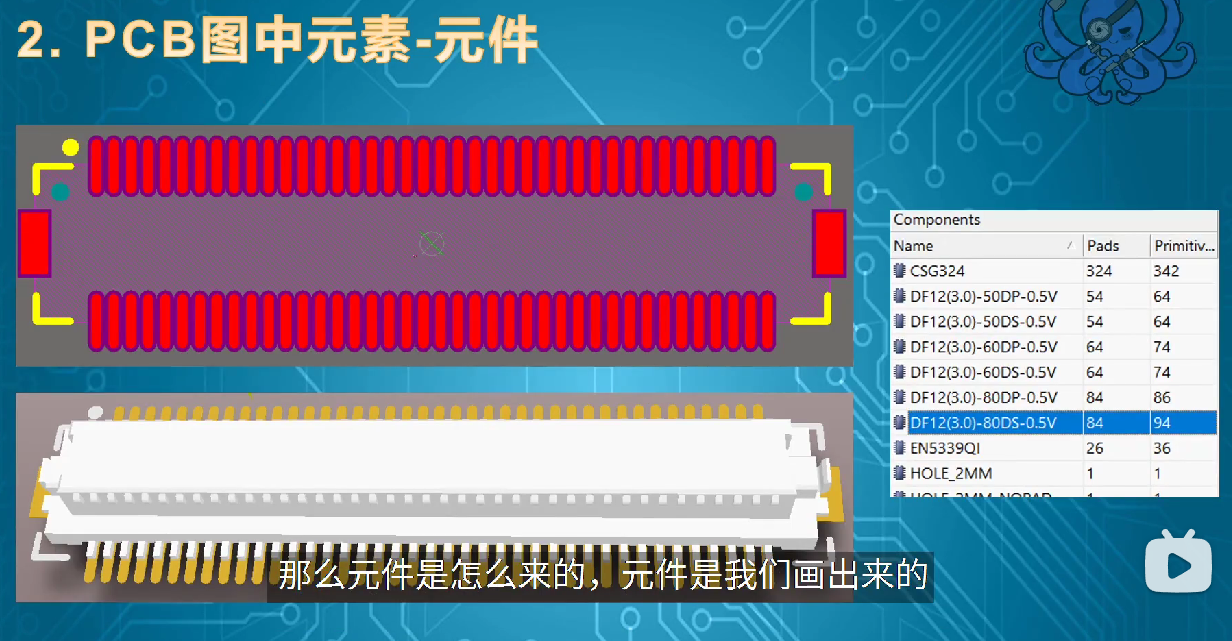 2. PCB图中元素-元件
Components
Name Pads Primitiv...
CSG324 324 342
DF12(3.0)-50DP-0.5V 54 64
DF12(3.0)-50DS-0.5V 54 64
DF12(3.0)-60DP-0.5V 64 74
DF12(3.0)-60DS-0.5V 64 74
DF12(3.0)-80DP-0.5V 84 86
DF12(3.0)-80DS-0.5V 84 94
EN5339QI 26 36
HOLE_2MM 1 1
那么元件是怎么来的，元件是我们画出来的